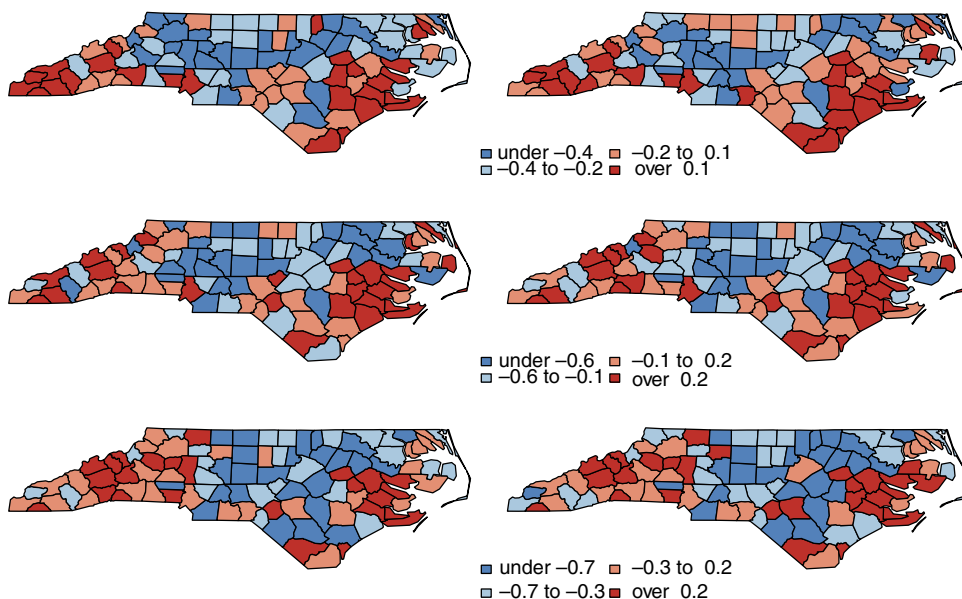 under –0.4 –0.2 to 0.1
–0.4 to –0.2 over 0.1
under –0.6 –0.1 to 0.2
–0.6 to –0.1 over 0.2
under –0.7 –0.3 to 0.2
–0.7 to –0.3 over 0.2